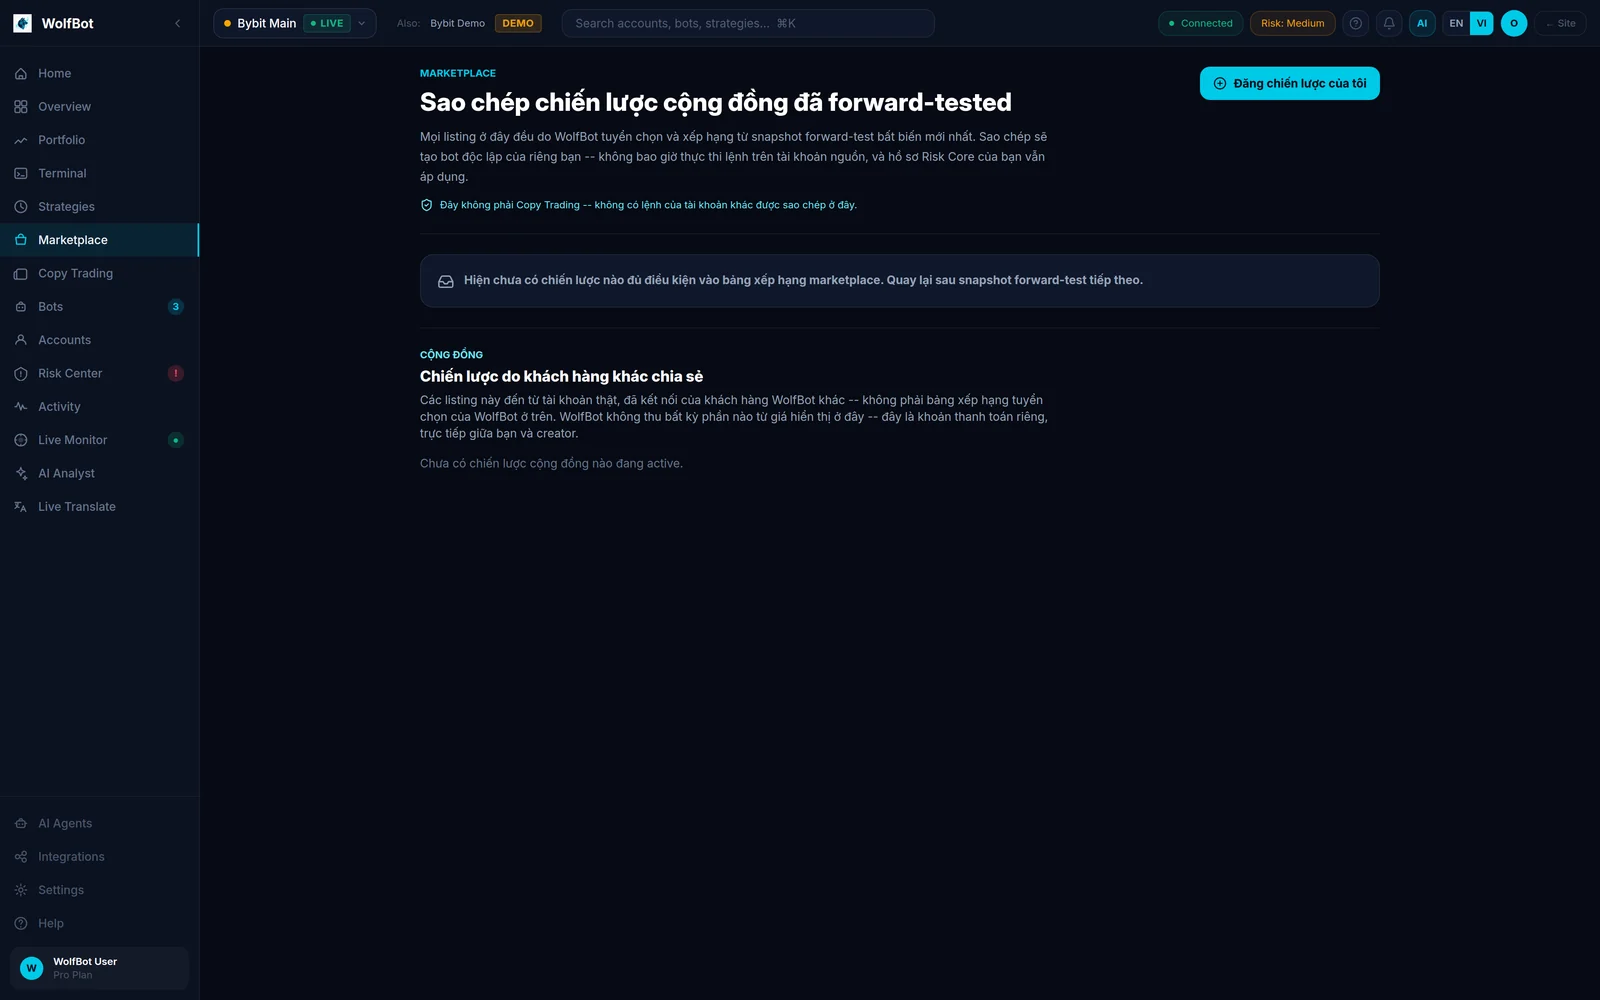 WolfBot
Bybit Main
LIVE
Also:
Bybit Demo
DEMO
Search accounts, bots, strategies... ⌘K
Connected
Risk: Medium
AI
EN
VI
O
← Site
Home
Overview
Portfolio
Terminal
Strategies
Marketplace
Copy Trading
Bots
3
Accounts
Risk Center
!
Activity
Live Monitor
AI Analyst
Live Translate
AI Agents
Integrations
Settings
Help
W
WolfBot User
Pro Plan
MARKETPLACE
Sao chép chiến lược cộng đồng đã forward-tested
Đăng chiến lược của tôi
Mọi listing ở đây đều do WolfBot tuyển chọn và xếp hạng từ snapshot forward-test bất biến mới nhất. Sao chép sẽ
tạo bot độc lập của riêng bạn -- không bao giờ thực thi lệnh trên tài khoản nguồn, và hồ sơ Risk Core của bạn vẫn
áp dụng.
Đây không phải Copy Trading -- không có lệnh của tài khoản khác được sao chép ở đây.
Hiện chưa có chiến lược nào đủ điều kiện vào bảng xếp hạng marketplace. Quay lại sau snapshot forward-test tiếp theo.
CỘNG ĐỒNG
Chiến lược do khách hàng khác chia sẻ
Các listing này đến từ tài khoản thật, đã kết nối của khách hàng WolfBot khác -- không phải bảng xếp hạng tuyển
chọn của WolfBot ở trên. WolfBot không thu bất kỳ phần nào từ giá hiển thị ở đây -- đây là khoản thanh toán riêng,
trực tiếp giữa bạn và creator.
Chưa có chiến lược cộng đồng nào đang active.